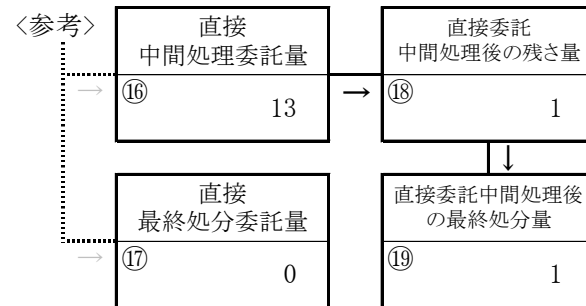 〈参考〉
直接
中間処理委託量
→
⑯
13
→
直接委託
中間処理後の残さ量
⑱
1
↓
直接
最終処分委託量
→
⑰
0
直接委託中間処理後
の最終処分量
⑲
1